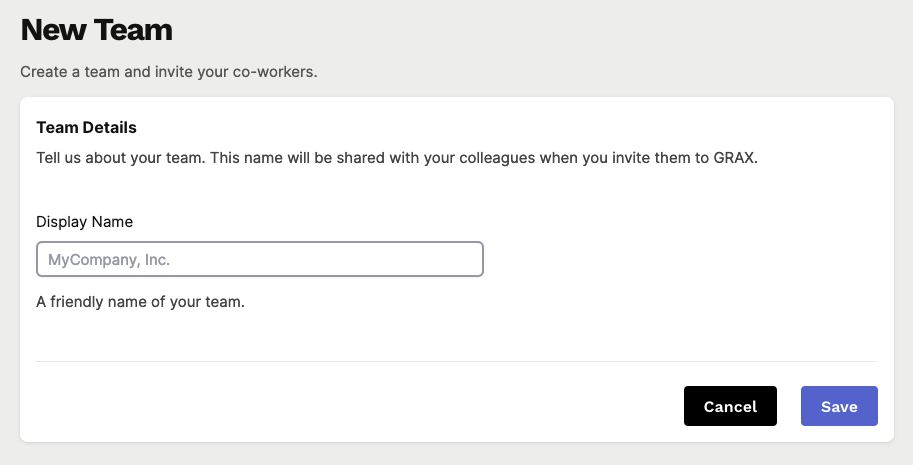 New Team
Create a team and invite your co-workers.
Team Details
Tell us about your team. This name will be shared with your colleagues when you invite them to GRAX.
Display Name
MyCompany, Inc.
A friendly name of your team.
Cancel
Save